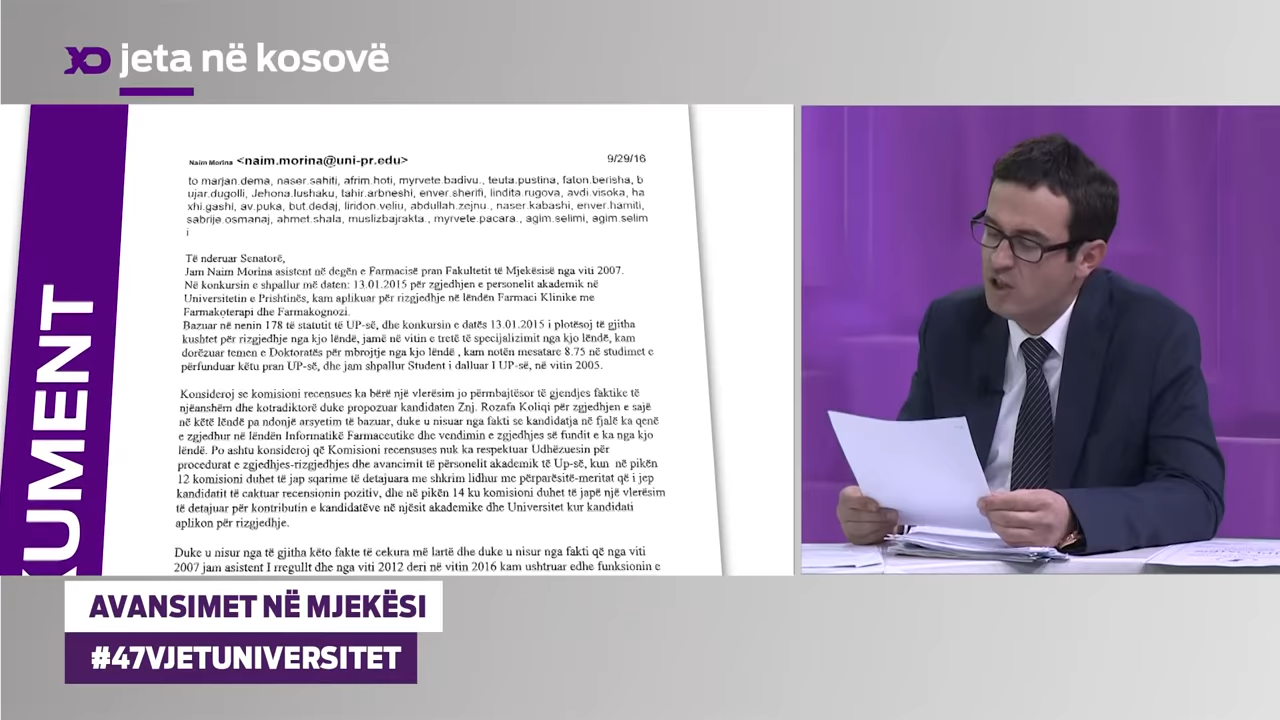 jeta në kosovë
Naim Morina <naim.morina@uni-pr.edu> 9/29/16
to marjan.dema, naser.sahiti, afrim.hoti, myrvete.badivu., teuta.pustina, faton.berisha, b
ujar.dugolli, Jehona.lushaku, tahir.arbneshi, enver.sherifi, lindita.rugova, avdi.visoka, ha
xhi.gashi, av.puka, but.dedaj, liridon.veliu, abdullah.zejnu., naser.kabashi, enver.hamiti,
sabrije.osmanaj, ahmet.shala, muslizbajrakta., myrvete.pacara., agim.selimi, agim.selim
i
Të nderuar Senatorë,
Jam Naim Morina asistent në degën e Farmacisë pran Fakultetit të Mjekësisë nga viti 2007.
Në konkursin e shpallur më daten: 13.01.2015 për zgjedhjen e personelit akademik në
Universitetin e Prishtinës, kam aplikuar për rizgjedhje në lëndën Farmaci Klinike me
Farmakoterapi dhe Farmakognozi.
Bazuar në nenin 178 të statutit të UP-së, dhe konkursin e datës 13.01.2015 i plotësoj të gjitha
kushtet për rizgjedhje nga kjo lëndë, jamë në vitin e tretë të specjalizimit nga kjo lëndë, kam
dorëzuar temen e Doktoratës për mbrojtje nga kjo lëndë , kam notën mesatare 8.75 në studimet e
përfunduar këtu pran UP-së, dhe jam shpallur Student i dalluar I UP-së, në vitin 2005.
Konsideroj se komisioni recensues ka bërë një vlerësim jo përmbajtësor të gjendjes faktike të
njëanshëm dhe kotradiktorë duke propozuar kandidaten Znj. Rozafa Koliqi për zgjedhjen e sajë
në këtë lëndë pa ndonjë arsyetim të bazuar, duke u nisur nga fakti se kandidatja në fjalë ka qenë
e zgjedhur në lëndën Informatikë Farmaceutike dhe vendimin e zgjedhjes së fundit e ka nga kjo
lëndë. Po ashtu konsideroj që Komisioni recensues nuk ka respektuar Udhëzuesin për
procedurat e zgjedhjes-rizgjedhjes dhe avancimit të përsonelit akademik të Up-së, kun në pikën
12 komisioni duhet të jap sqarime të detajuara me shkrim lidhur me përparësitë-meritat që i jep
kandidatit të caktuar recensionin pozitiv, dhe në pikën 14 ku komisioni duhet të japë një vlerësim
të detajuar për kontributin e kandidatëve në njësit akademike dhe Universitet kur kandidati
aplikon për rizgjedhje.
Duke u nisur nga të gjitha këto fakte të cekura më lartë dhe duke u nisur nga fakti që nga viti
2007 jam asistent I rregullt dhe nga viti 2012 deri në vitin 2016 kam ushtruar edhe funksionin e
KUMENT
AVANSIMET NË MJEKËSI
#47VJETUNIVERSITET